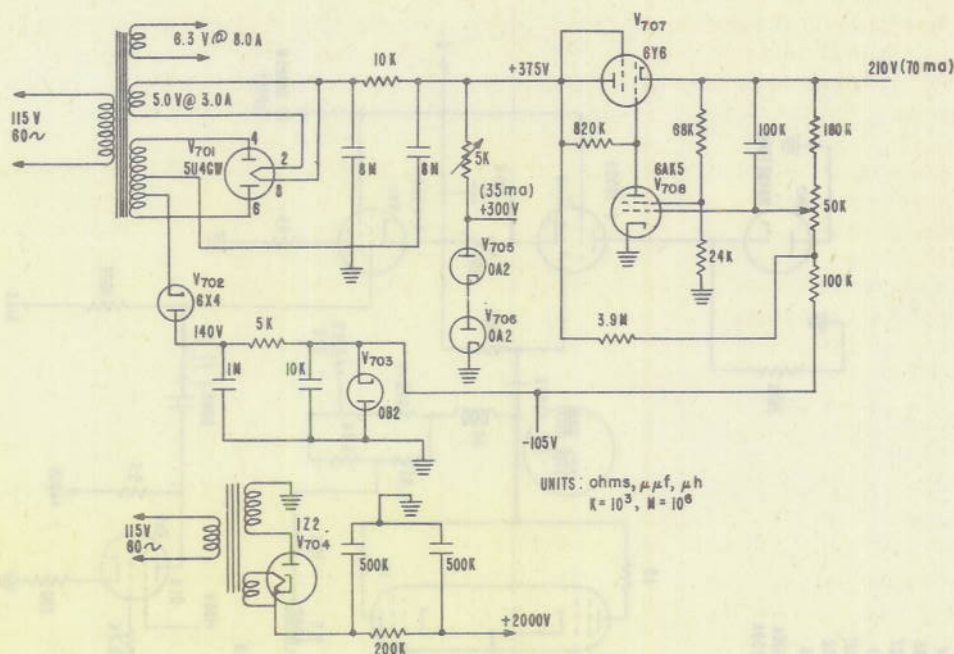 6.3 V @ 8.0A
5.0V @ 3.0A
115V
60~
V701
5U4GW
4
2
8
6
10K
8M
8M
5K
(35ma)
+300V
+375V
V705
0A2
V706
0A2
V707
6Y6
820K
6AK5
V708
68K
100K
180K
50K
24K
100K
3.9M
210V (70 ma)
V702
6X4
140V
5K
1M
10K
V703
0B2
-105V
UNITS: ohms, μμf, μh
K=10³, M=10⁶
115V
60~
1Z2
V704
500K
500K
200K
+2000V